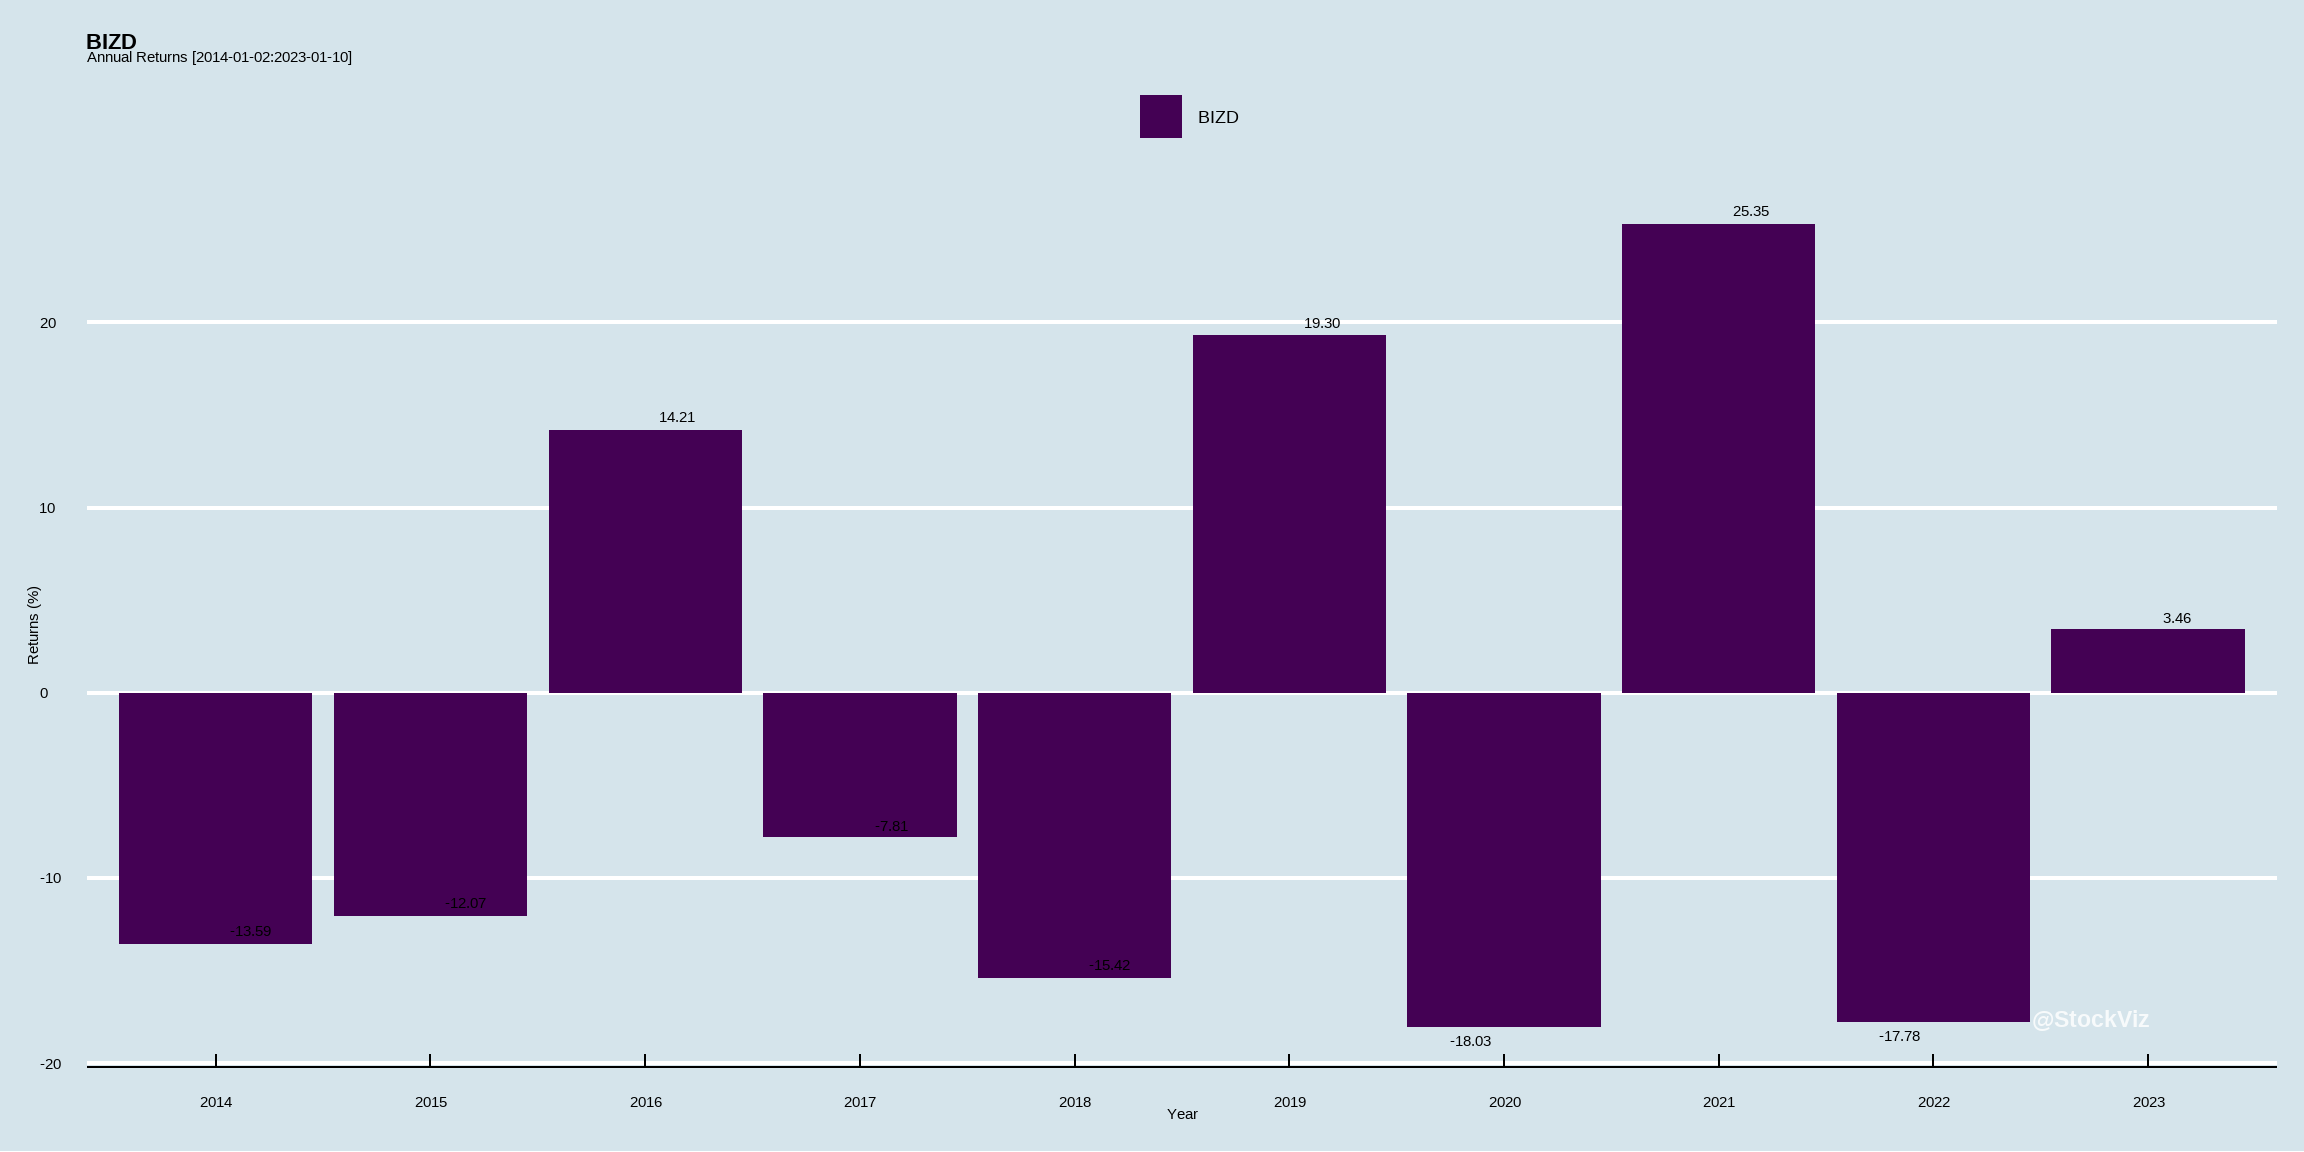 BIZD
Annual Returns [2014-01-02:2023-01-10]
BIZD
25.35
20
19.30
14.21
10
3.46
Returns (%)
0
-7.81
-10
-12.07
-13.59
-15.42
@StockViz
-17.78
-18.03
-20
2014 2015 2016 2017 2018 2019 2020 2021 2022 2023
Year